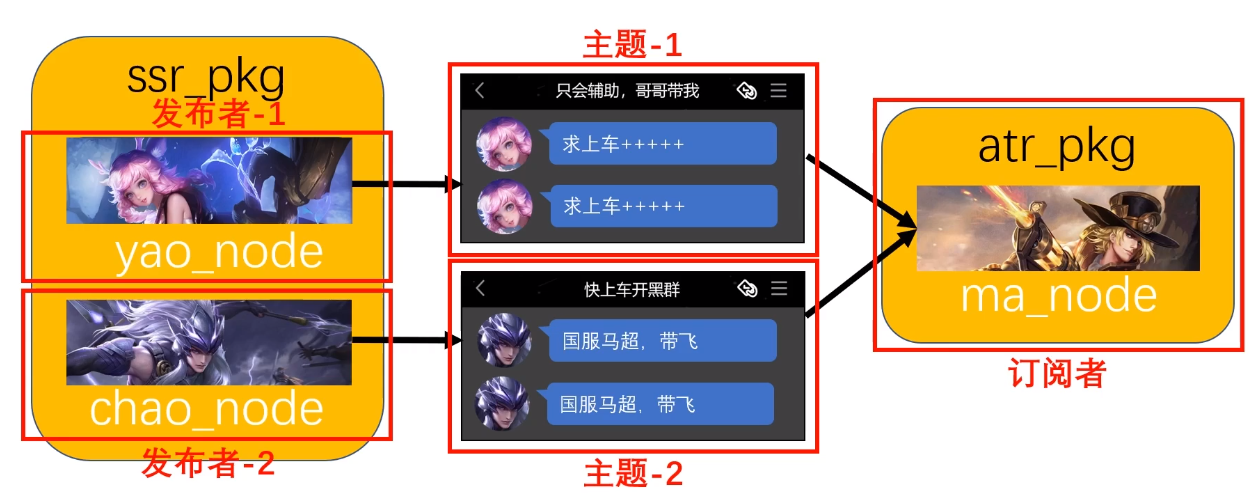 ssr_pkg
发布者-1
yao_node
chao_node
发布者-2
主题-1
只会辅助，哥哥带我
求上车+++++
求上车+++++
快上车开黑群
国服马超，带飞
国服马超，带飞
主题-2
atr_pkg
ma_node
订阅者